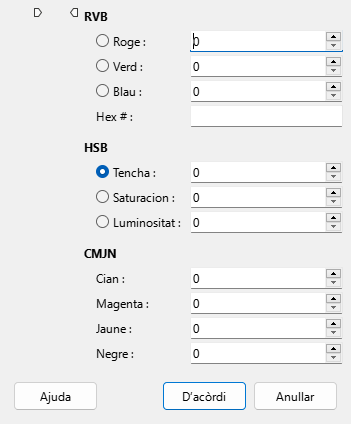 RVB
Roge : 0
Verd : 0
Blau : 0
Hex # :
HSB
Tencha : 0
Saturacion : 0
Luminositat : 0
CMJN
Cian : 0
Magenta : 0
Jaune : 0
Negre : 0
Ajuda D'acòrdi Anullar